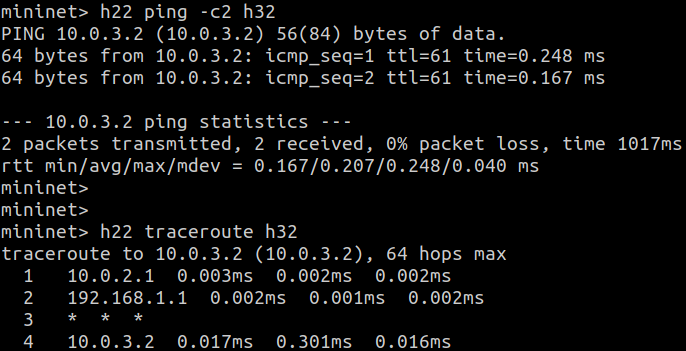 mininet> h22 ping -c2 h32
PING 10.0.3.2 (10.0.3.2) 56(84) bytes of data.
64 bytes from 10.0.3.2: icmp_seq=1 ttl=61 time=0.248 ms
64 bytes from 10.0.3.2: icmp_seq=2 ttl=61 time=0.167 ms
--- 10.0.3.2 ping statistics ---
2 packets transmitted, 2 received, 0% packet loss, time 1017ms
rtt min/avg/max/mdev = 0.167/0.207/0.248/0.040 ms
mininet>
mininet>
mininet> h22 traceroute h32
traceroute to 10.0.3.2 (10.0.3.2), 64 hops max
1 10.0.2.1 0.003ms 0.002ms 0.002ms
2 192.168.1.1 0.002ms 0.001ms 0.002ms
3 * * *
4 10.0.3.2 0.017ms 0.301ms 0.016ms